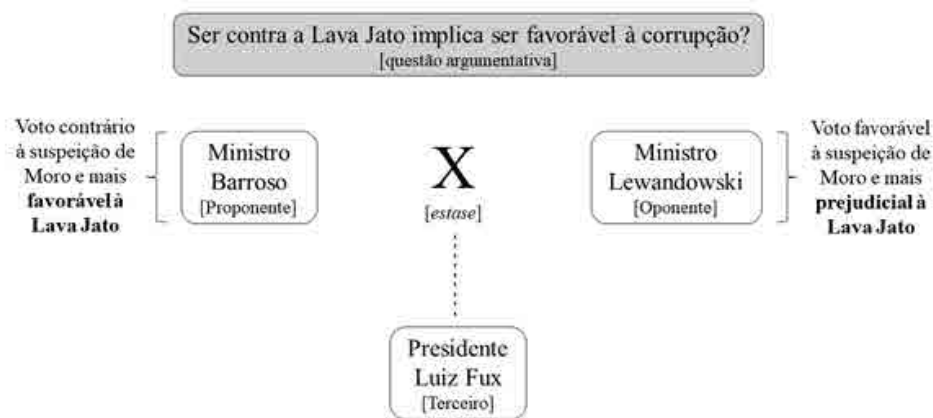 Ser contra a Lava Jato implica ser favorável à corrupção?
[questão argumentativa]
Voto contrário
à suspeição de
Moro e mais
favorável à
Lava Jato
Ministro
Barroso
[Proponente]
X
[estase]
Ministro
Lewandowski
[Oponente]
Voto favorável
à suspeição de
Moro e mais
prejudicial à
Lava Jato
Presidente
Luiz Fux
[Terceiro]